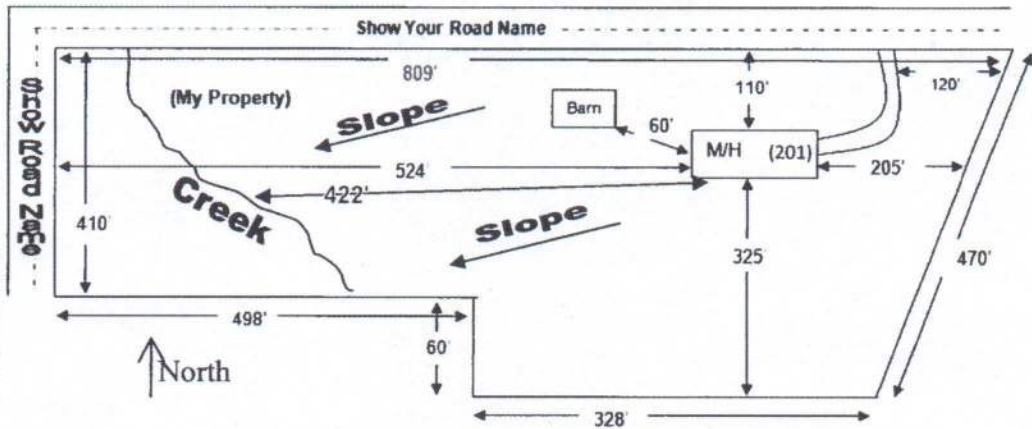 Show Your Road Name
Show Road Name
809'
110'
120'
(My Property)
Slope
Barn
60'
M/H (201)
524'
205'
422'
Creek
410'
Slope
325'
470'
498'
60'
North
328'